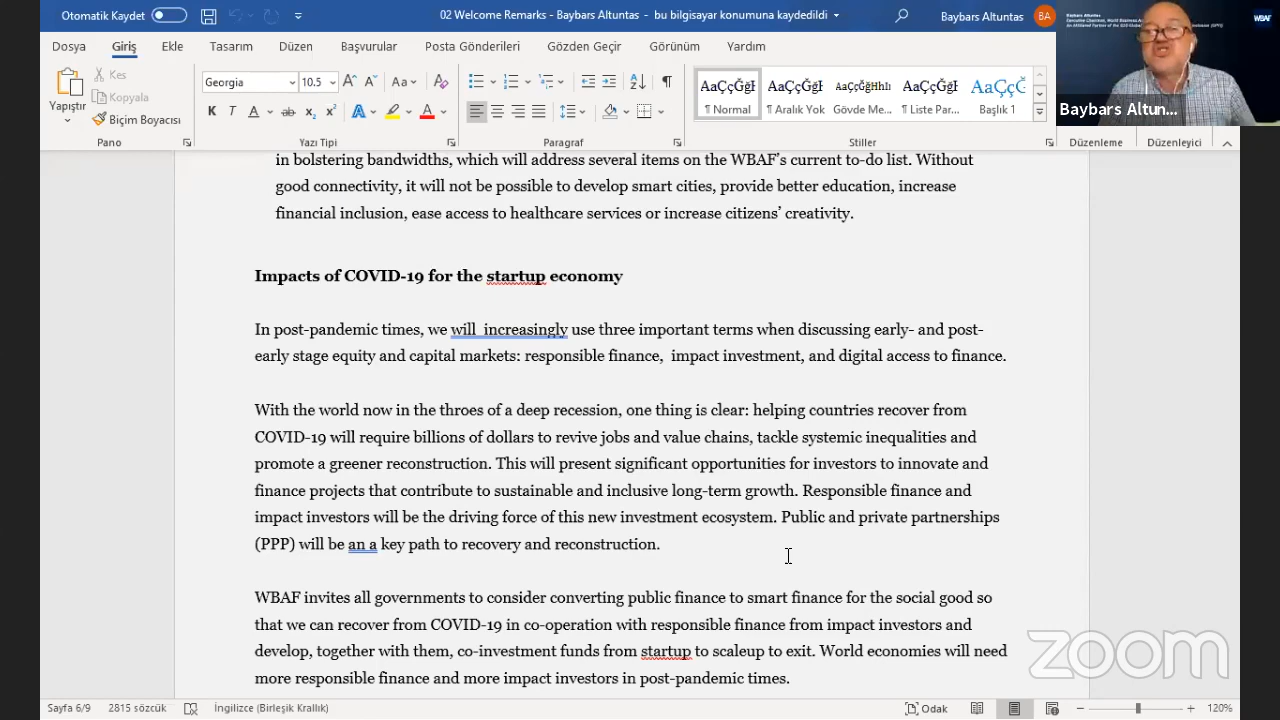 Otomatik Kaydet
02 Welcome Remarks - Baybars Altuntas - bu bilgisayar konumuna kaydedildi
Baybars Altuntas
BA
Baybars Altuntas
WBAF
Dosya
Giriş
Ekle
Tasarım
Düzen
Başvurular
Posta Gönderileri
Gözden Geçir
Görünüm
Yardım
Baybars Altun...
Yapıştır
Kes
Kopyala
Biçim Boyacısı
Georgia
10.5
AaÇçĞğI
AaÇçĞğI
AaÇçĞğHhIı
AaÇçĞğI
AaÇçĞ
¶ Normal
¶ Aralık Yok
Gövde Me...
¶ Liste Par...
Başlık 1
Pano
Yazı Tipi
Paragraf
Stiller
Düzenleme
Düzenleyici
in bolstering bandwidths, which will address several items on the WBAF’s current to-do list. Without
good connectivity, it will not be possible to develop smart cities, provide better education, increase
financial inclusion, ease access to healthcare services or increase citizens’ creativity.
Impacts of COVID-19 for the startup economy
In post-pandemic times, we will  increasingly use three important terms when discussing early- and post-
early stage equity and capital markets: responsible finance,  impact investment, and digital access to finance.
With the world now in the throes of a deep recession, one thing is clear: helping countries recover from
COVID-19 will require billions of dollars to revive jobs and value chains, tackle systemic inequalities and
promote a greener reconstruction. This will present significant opportunities for investors to innovate and
finance projects that contribute to sustainable and inclusive long-term growth. Responsible finance and
impact investors will be the driving force of this new investment ecosystem. Public and private partnerships
(PPP) will be an a key path to recovery and reconstruction.
WBAF invites all governments to consider converting public finance to smart finance for the social good so
that we can recover from COVID-19 in co-operation with responsible finance from impact investors and
develop, together with them, co-investment funds from startup to scaleup to exit. World economies will need
more responsible finance and more impact investors in post-pandemic times.
zoom
Sayfa 6/9
2815 sözcük
İngilizce (Birleşik Krallık)
Odak
120%